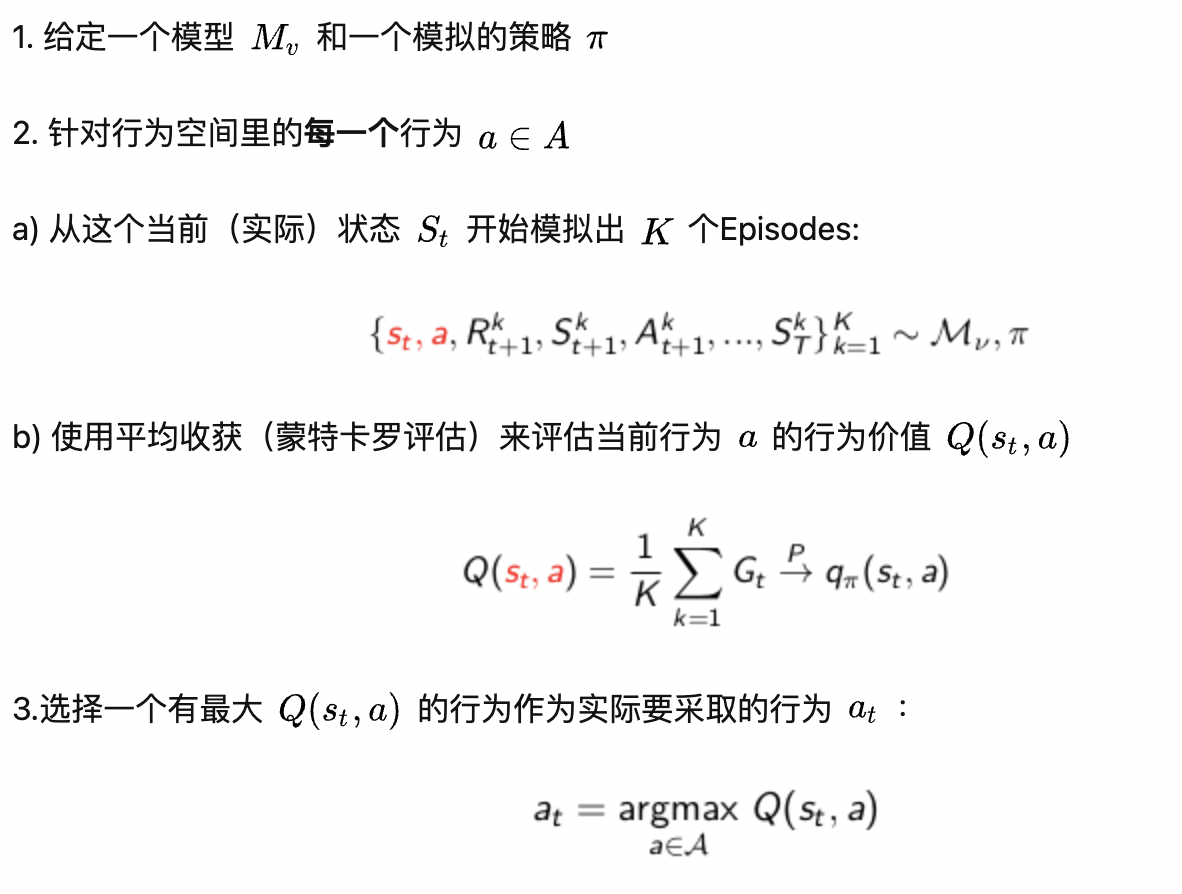 1. 给定一个模型 $M_v$ 和一个模拟的策略 $\pi$
2. 针对行为空间里的每一个行为 $a \in A$
a) 从这个当前（实际）状态 $S_t$ 开始模拟出 $K$ 个Episodes:
$\{s_t, a, R_{t+1}^k, S_{t+1}^k, A_{t+1}^k, ..., S_T^k\}_{k=1}^K \sim \mathcal{M}_\nu, \pi$
b) 使用平均收获（蒙特卡罗评估）来评估当前行为 $a$ 的行为价值 $Q(s_t, a)$
$Q(s_t, a) = \frac{1}{K} \sum_{k=1}^{K} G_t \xrightarrow{P} q_\pi(s_t, a)$
3.选择一个有最大 $Q(s_t, a)$ 的行为作为实际要采取的行为 $a_t$ ：
$a_t = \underset{a \in \mathcal{A}}{\text{argmax}}\ Q(s_t, a)$